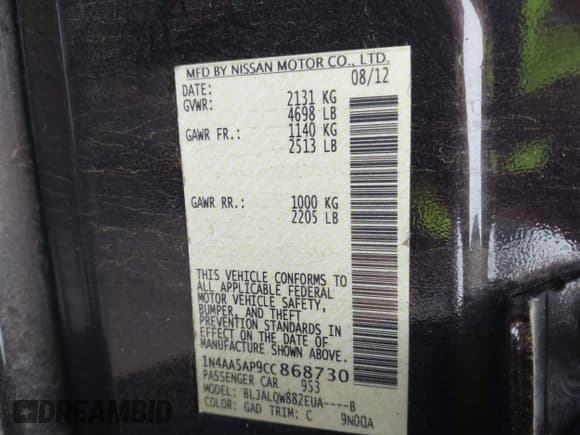 MFD BY NISSAN MOTOR CO., LTD.
DATE: 08/12
GVWR: 2131 KG
4698 LB
GAWR FR.: 1140 KG
2513 LB
GAWR RR.: 1000 KG
2205 LB
THIS VEHICLE CONFORMS TO
ALL APPLICABLE FEDERAL
MOTOR VEHICLE SAFETY,
BUMPER, AND THEFT
PREVENTION STANDARDS IN
EFFECT ON THE DATE OF
MANUFACTURE SHOWN ABOVE.
1N4AA5AP9CC868730
PASSENGER CAR 953
MODEL: BLJALQW882EUA----B
COLOR: GAD TRIM: C 9N00A
DREAMBID